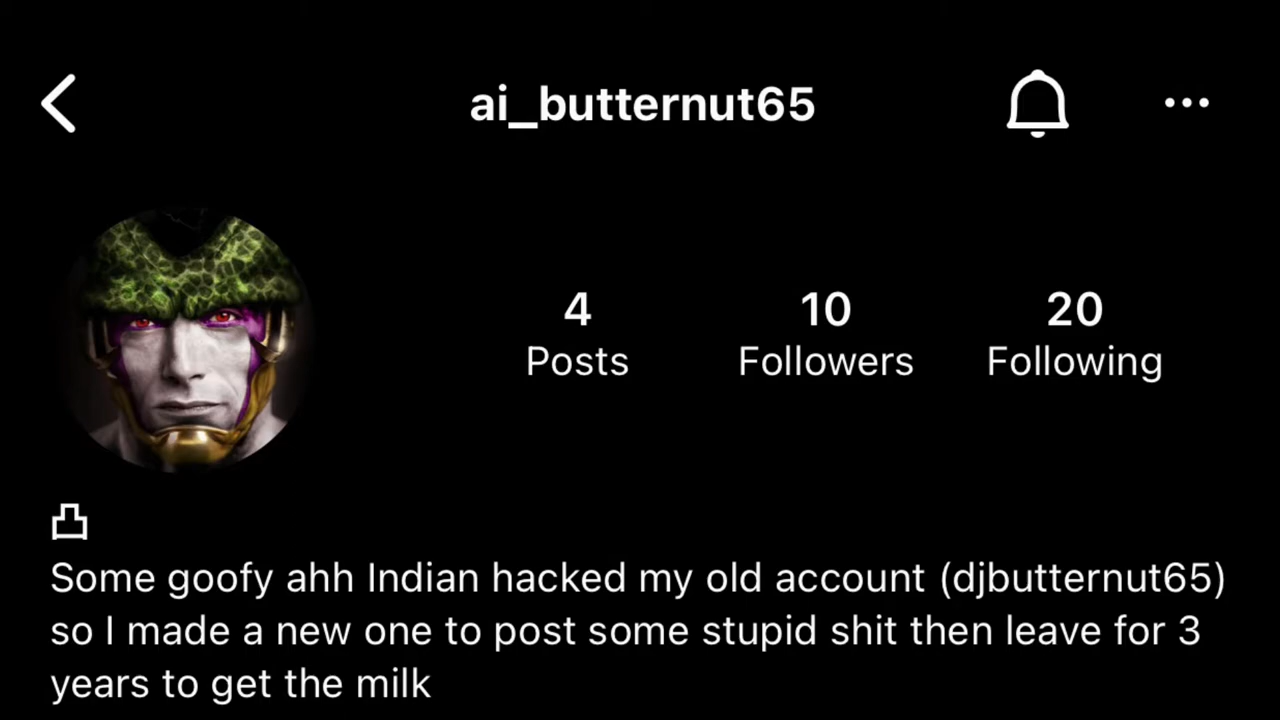 ai_butternut65
4 10 20
Posts Followers Following
凸
Some goofy ahh Indian hacked my old account (djbutternut65)
so I made a new one to post some stupid shit then leave for 3
years to get the milk